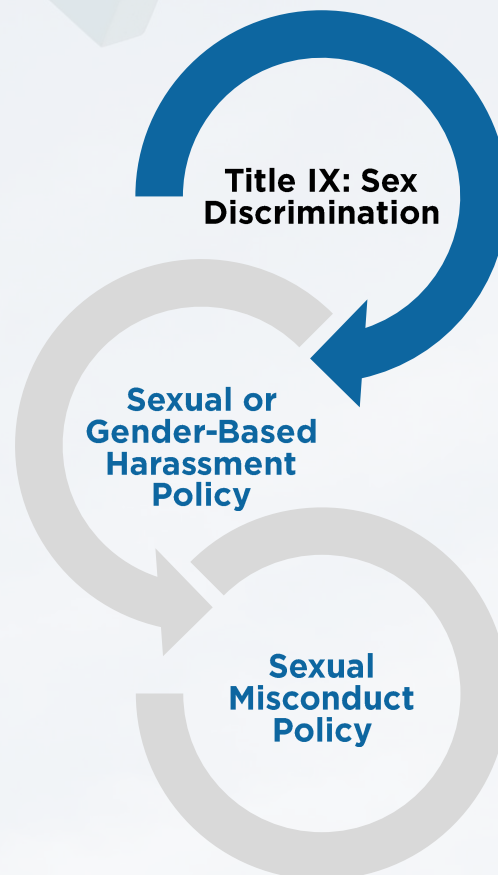 Title IX: Sex
Discrimination
Sexual or
Gender-Based
Harassment
Policy
Sexual
Misconduct
Policy